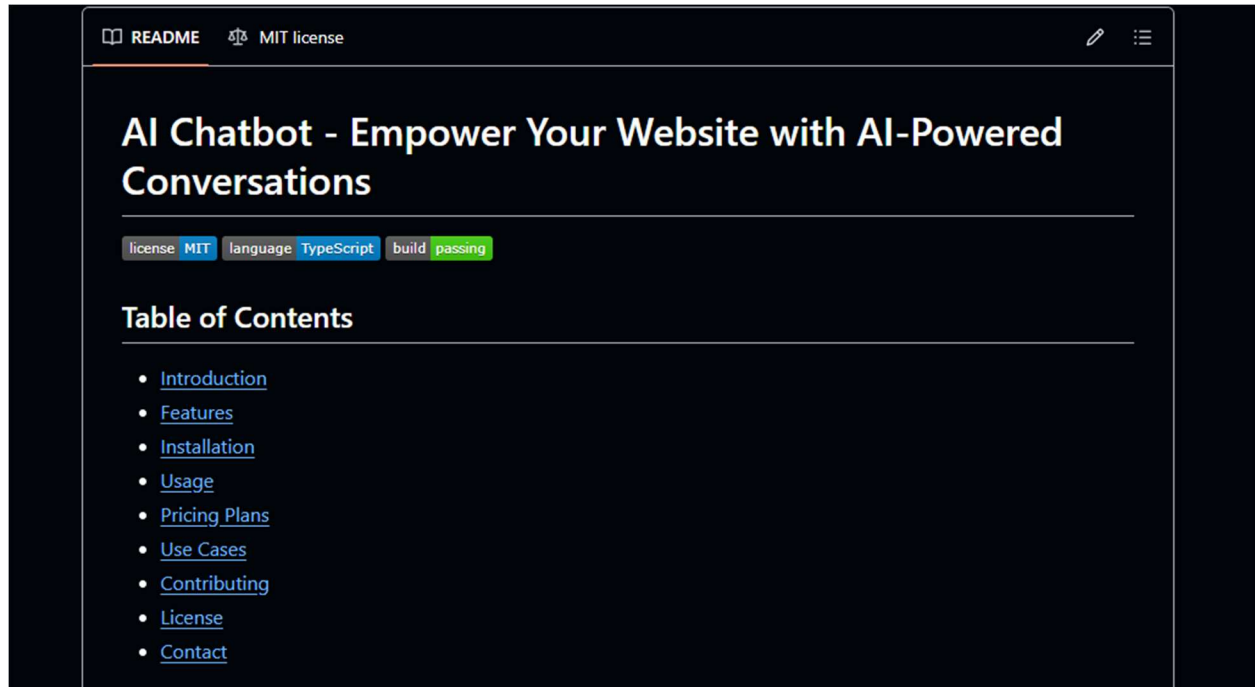 README MIT license
AI Chatbot - Empower Your Website with AI-Powered
Conversations
license MIT language TypeScript build passing
Table of Contents
Introduction
Features
Installation
Usage
Pricing Plans
Use Cases
Contributing
License
Contact